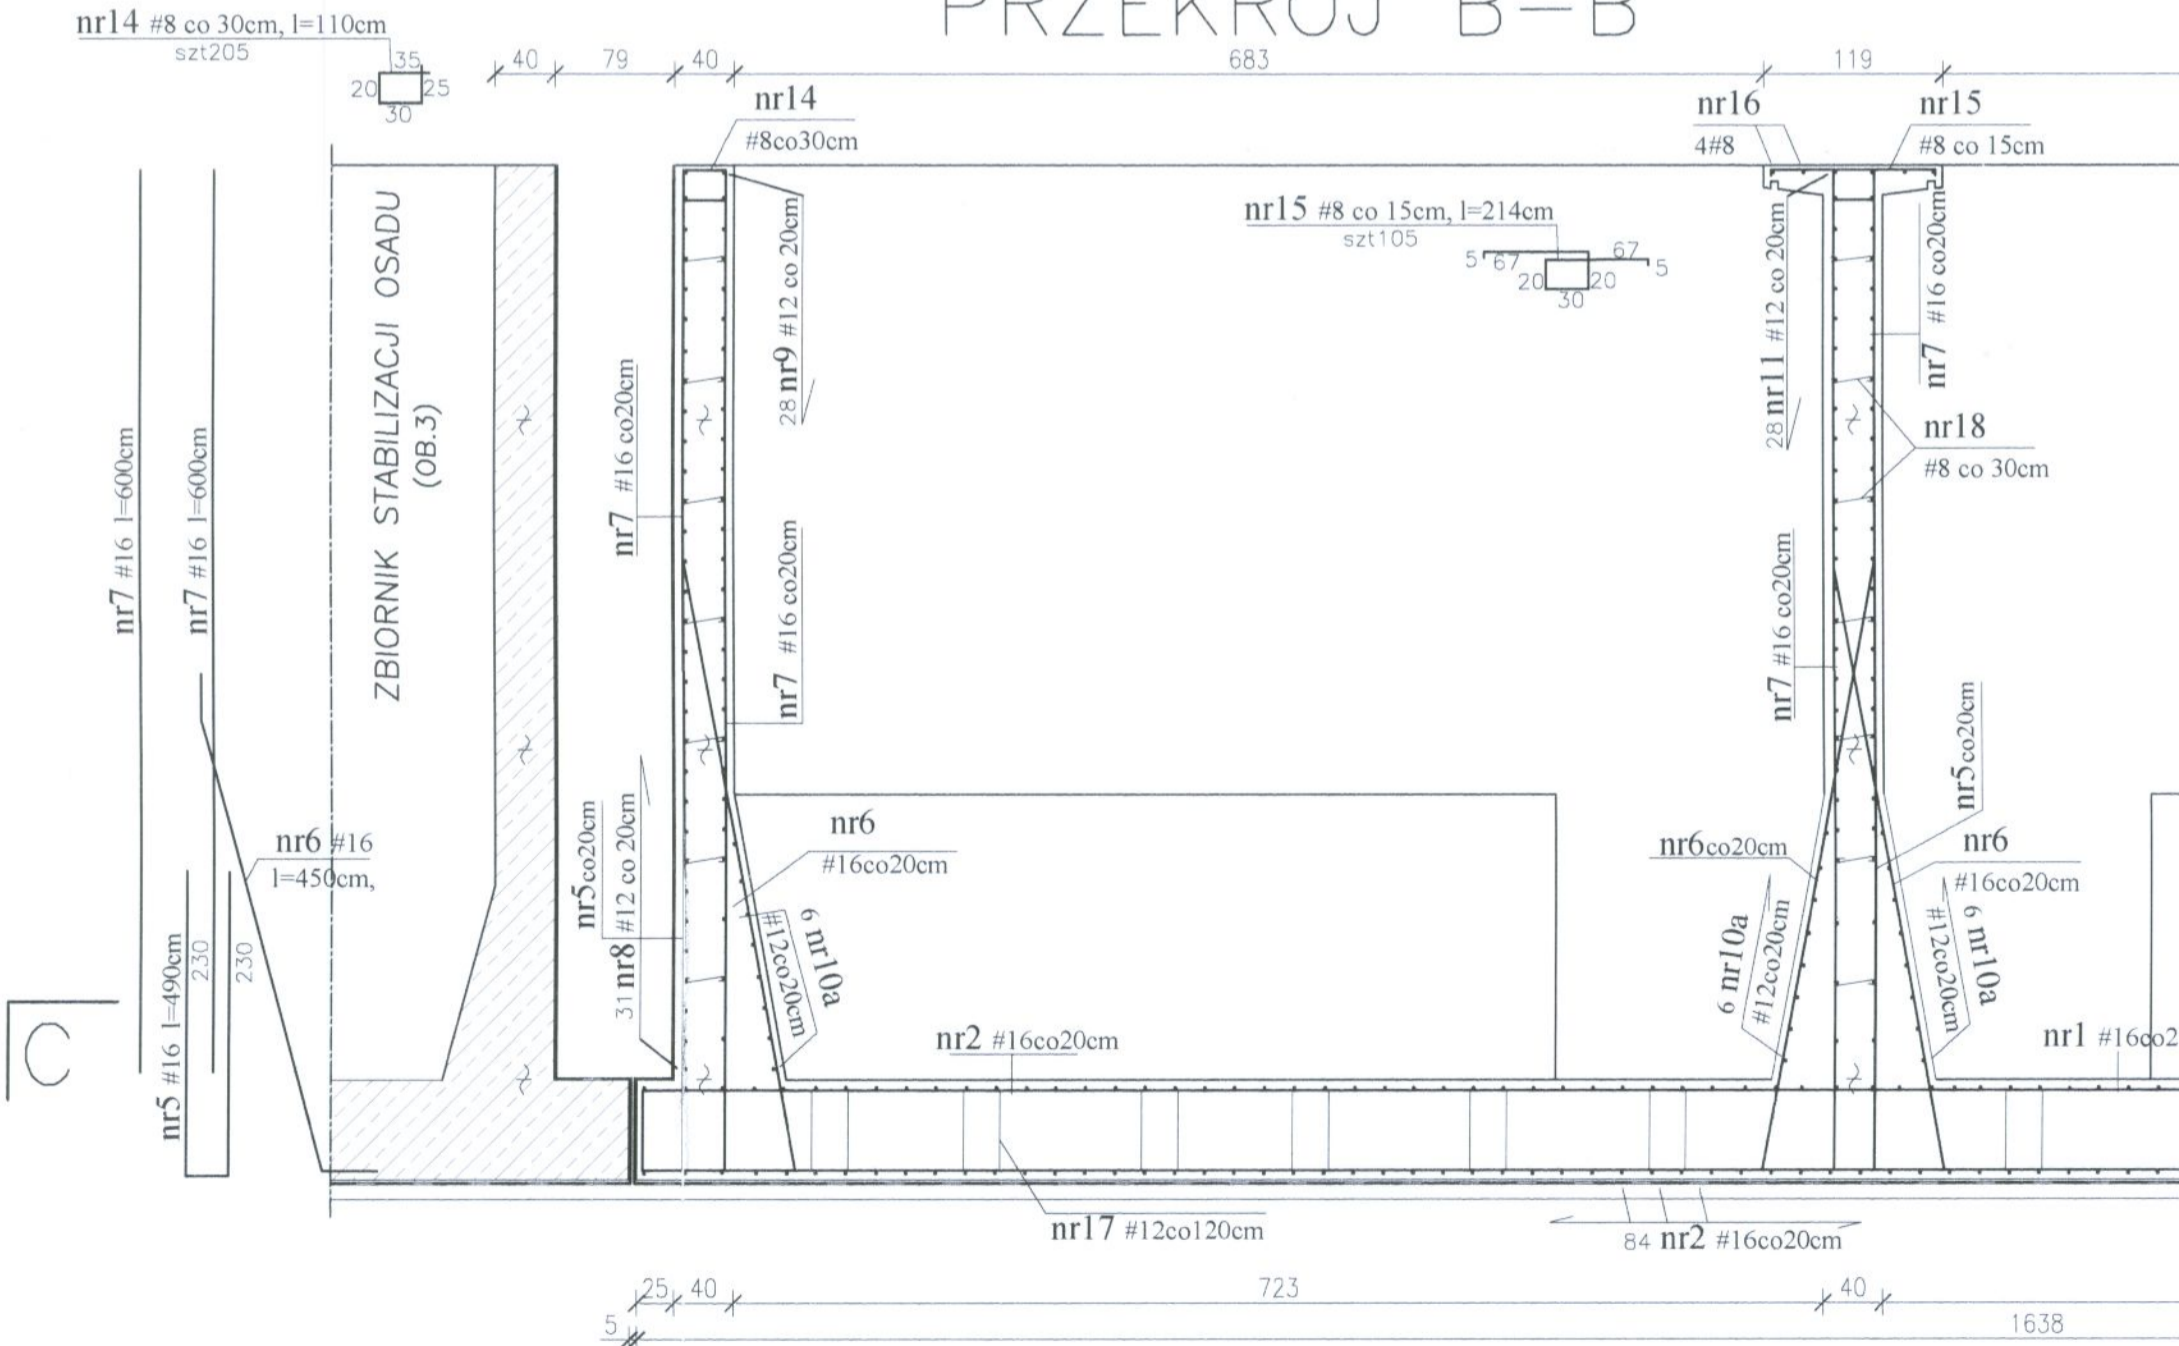 PRZEKRÓJ B-B
nr14 #8 co 30cm, l=110cm
szt205
35
20
25
30
40
79
40
683
119
nr14
#8co30cm
nr16
4#8
nr15
#8 co 15cm
nr15 #8 co 15cm, l=214cm
szt105
5
67
67
5
20
20
30
ZBIORNIK STABILIZACJI OSADU
(OB.3)
nr7 #16 l=600cm
nr7 #16 l=600cm
nr7 #16 co20cm
28 nr9 #12 co 20cm
nr7 #16 co20cm
28 nr11 #12 co 20cm
nr7 #16 co20cm
nr18
#8 co 30cm
nr7 #16 co20cm
nr5co20cm
nr6 #16
l=450cm,
nr5 #16 l=490cm
230
230
nr5co20cm
31 nr8 #12 co 20cm
nr6
#16co20cm
6 nr10a
#12co20cm
nr6co20cm
6 nr10a
#12co20cm
nr6
#16co20cm
6 nr10a
#12co20cm
C
nr2 #16co20cm
nr1 #16co2
nr17 #12co120cm
84 nr2 #16co20cm
25
40
723
40
5
1638